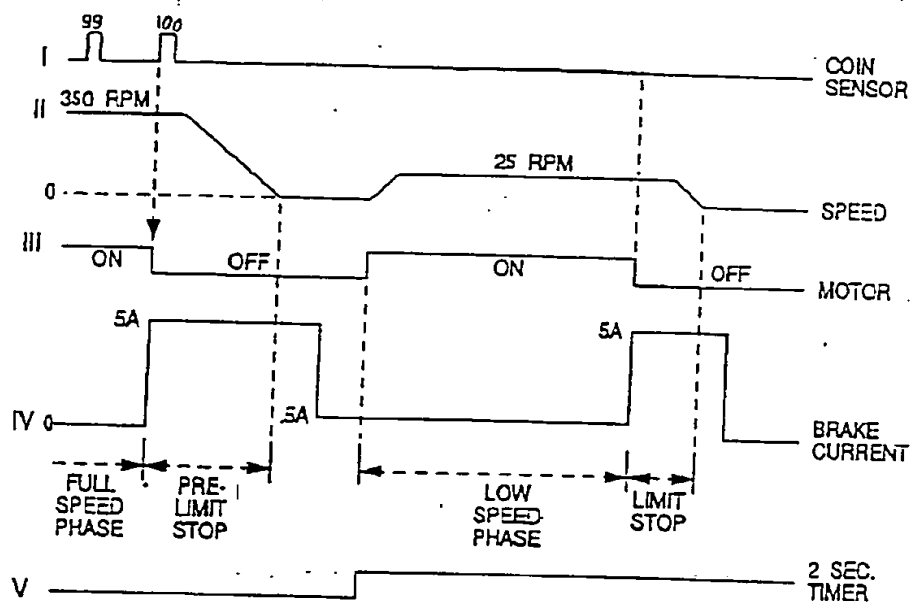 99 100
I
COIN
SENSOR
II 350 RPM
25 RPM
0
SPEED
III
ON OFF ON OFF
MOTOR
5A 5A
.5A
IV 0
BRAKE
CURRENT
FULL
SPEED
PHASE
PRE-
LIMIT
STOP
LOW
SPEED
PHASE
LIMIT
STOP
V
2 SEC.
TIMER